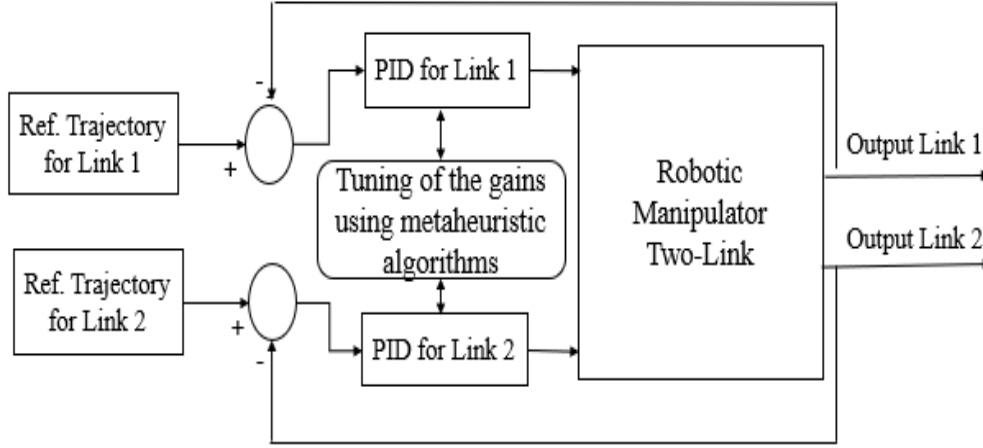 -
PID for Link 1
Ref. Trajectory
for Link 1
+
Output Link 1
Tuning of the gains
using metaheuristic
algorithms
Robotic
Manipulator
Two-Link
Output Link 2
Ref. Trajectory
for Link 2
+
PID for Link 2
-